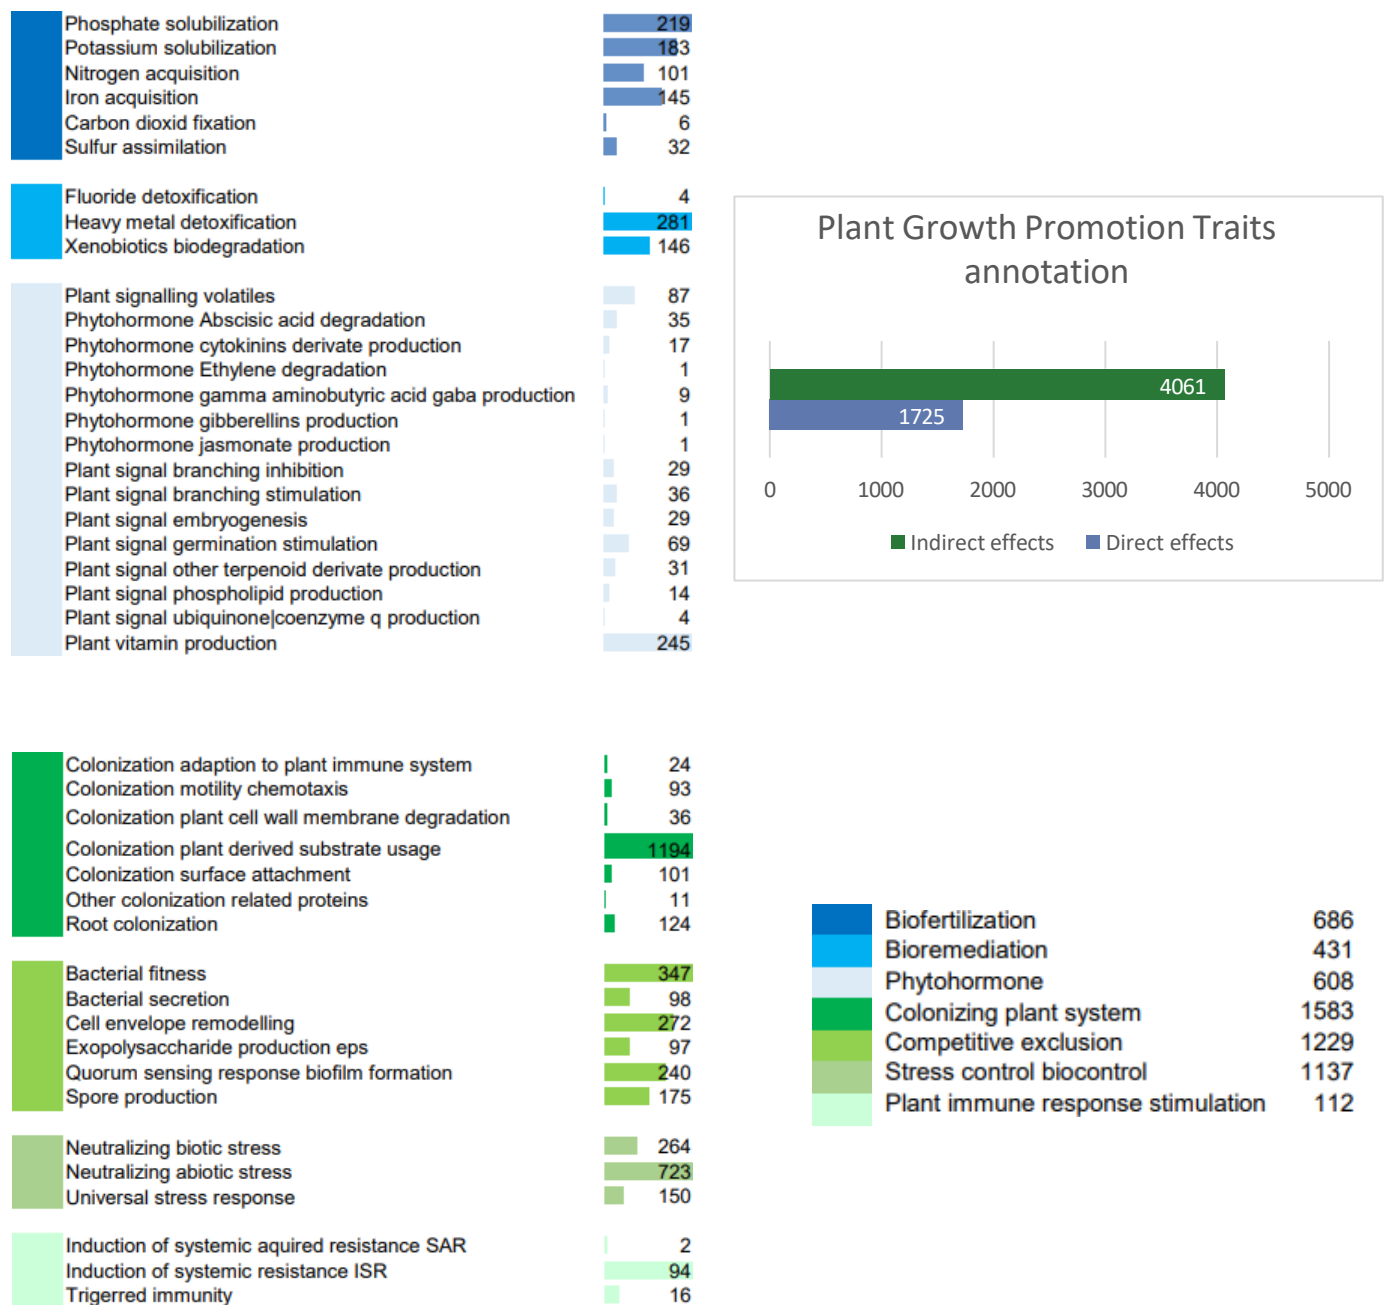 Phosphate solubilization 219
Potassium solubilization 183
Nitrogen acquisition 101
Iron acquisition 145
Carbon dioxid fixation 6
Sulfur assimilation 32
Fluoride detoxification 4
Heavy metal detoxification 281
Xenobiotics biodegradation 146
Plant signalling volatiles 87
Phytohormone Abscisic acid degradation 35
Phytohormone cytokinins derivate production 17
Phytohormone Ethylene degradation 1
Phytohormone gamma aminobutyric acid gaba production 9
Phytohormone gibberellins production 1
Phytohormone jasmonate production 1
Plant signal branching inhibition 29
Plant signal branching stimulation 36
Plant signal embryogenesis 29
Plant signal germination stimulation 69
Plant signal other terpenoid derivate production 31
Plant signal phospholipid production 14
Plant signal ubiquinone|coenzyme q production 4
Plant vitamin production 245
Plant Growth Promotion Traits
annotation
4061
1725
0 1000 2000 3000 4000 5000
Indirect effects Direct effects
Colonization adaption to plant immune system 24
Colonization motility chemotaxis 93
Colonization plant cell wall membrane degradation 36
Colonization plant derived substrate usage 1194
Colonization surface attachment 101
Other colonization related proteins 11
Root colonization 124
Bacterial fitness 347
Bacterial secretion 98
Cell envelope remodelling 272
Exopolysaccharide production eps 97
Quorum sensing response biofilm formation 240
Spore production 175
Neutralizing biotic stress 264
Neutralizing abiotic stress 723
Universal stress response 150
Induction of systemic aquired resistance SAR 2
Induction of systemic resistance ISR 94
Trigerred immunity 16
Biofertilization 686
Bioremediation 431
Phytohormone 608
Colonizing plant system 1583
Competitive exclusion 1229
Stress control biocontrol 1137
Plant immune response stimulation 112